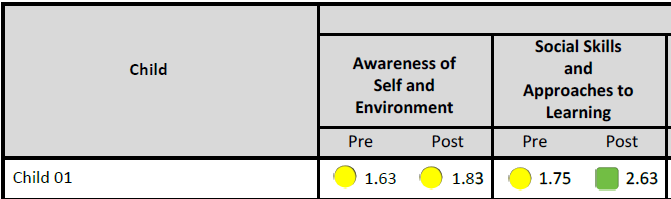 Child
Awareness of
Self and
Environment
Social Skills
and
Approaches to
Learning
Pre Post Pre Post
Child 01 1.63 1.83 1.75 2.63